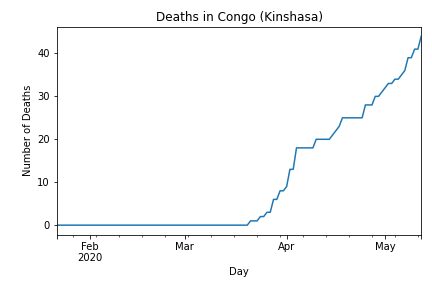 Deaths in Congo (Kinshasa)
Number of Deaths
40
30
20
10
0
Feb
2020
Mar
Apr
May
Day